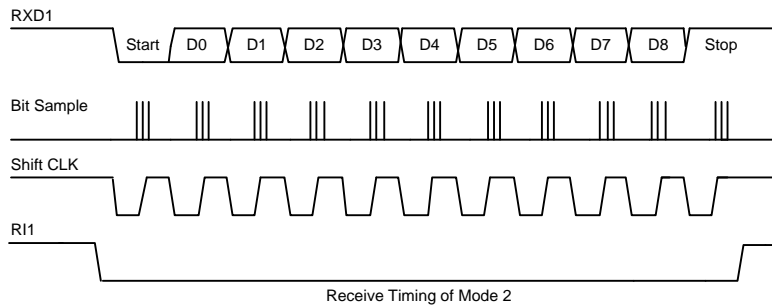 RXD1
Start D0 D1 D2 D3 D4 D5 D6 D7 D8 Stop
Bit Sample
Shift CLK
RI1
Receive Timing of Mode 2